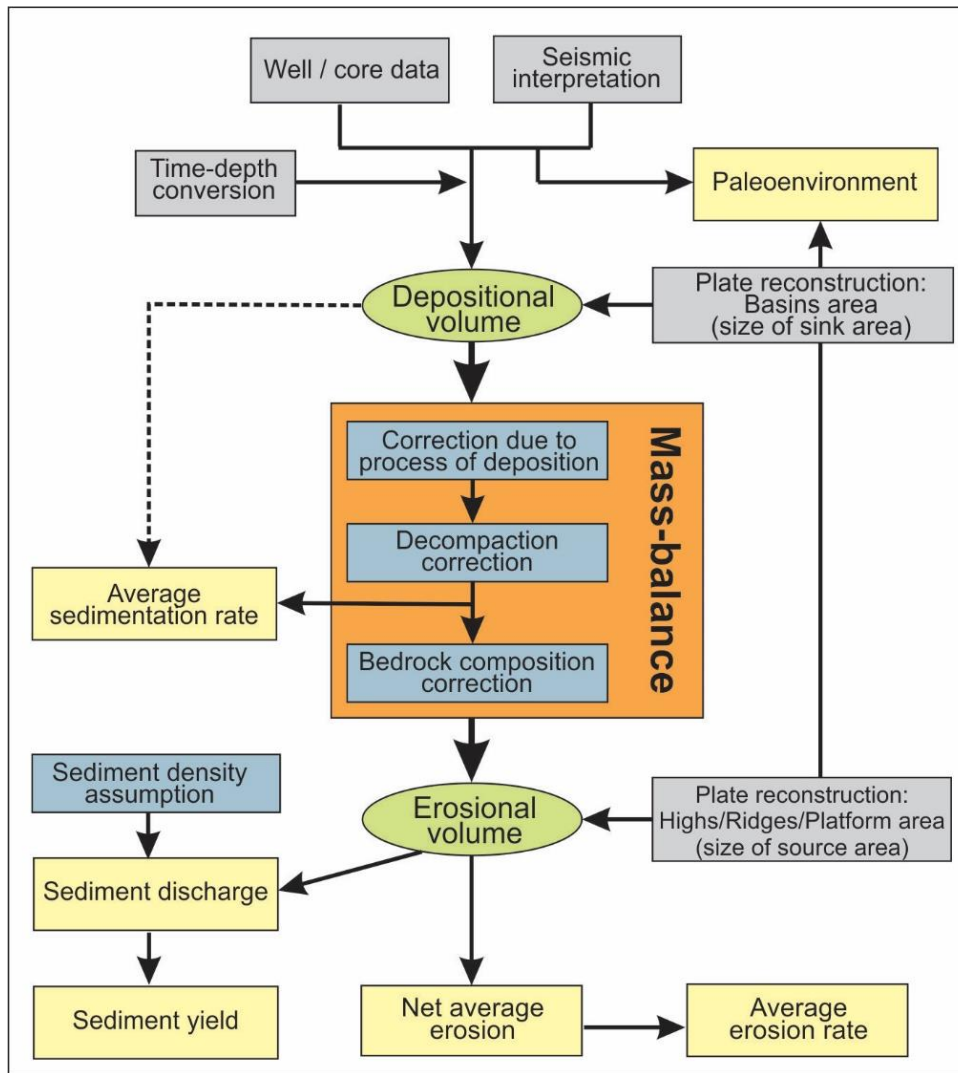 Well / core data
Seismic
interpretation
Time-depth
conversion
Paleoenvironment
Depositional
volume
Plate reconstruction:
Basins area
(size of sink area)
Correction due to
process of deposition
Mass-balance
Decompaction
correction
Average
sedimentation rate
Bedrock composition
correction
Sediment density
assumption
Erosional
volume
Plate reconstruction:
Highs/Ridges/Platform area
(size of source area)
Sediment discharge
Sediment yield
Net average
erosion
Average
erosion rate